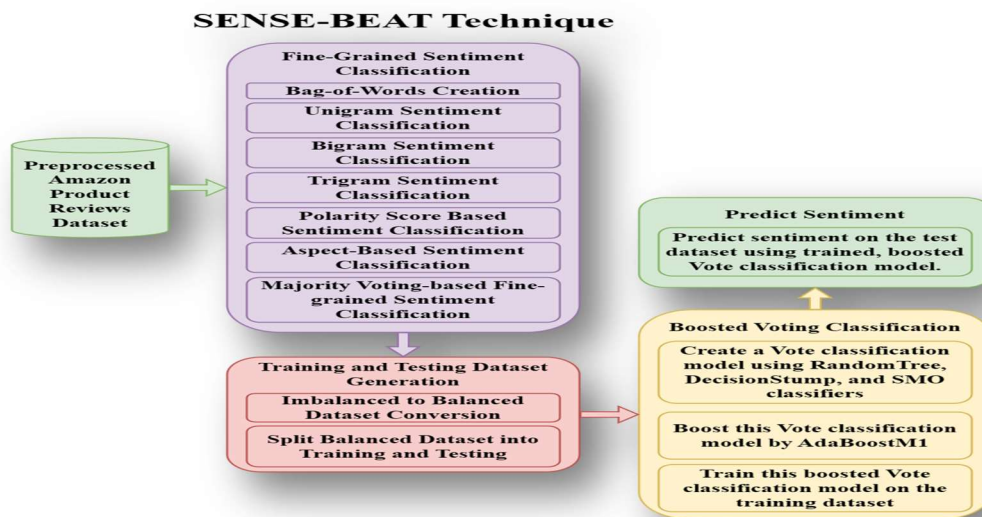 SENSE-BEAT Technique
Preprocessed
Amazon
Product
Reviews
Dataset
Fine-Grained Sentiment
Classification
Bag-of-Words Creation
Unigram Sentiment
Classification
Bigram Sentiment
Classification
Trigram Sentiment
Classification
Polarity Score Based
Sentiment Classification
Aspect-Based Sentiment
Classification
Majority Voting-based Fine-
grained Sentiment
Classification
Training and Testing Dataset
Generation
Imbalanced to Balanced
Dataset Conversion
Split Balanced Dataset into
Training and Testing
Boosted Voting Classification
Create a Vote classification
model using RandomTree,
DecisionStump, and SMO
classifiers
Boost this Vote classification
model by AdaBoostM1
Train this boosted Vote
classification model on the
training dataset
Predict Sentiment
Predict sentiment on the test
dataset using trained, boosted
Vote classification model.